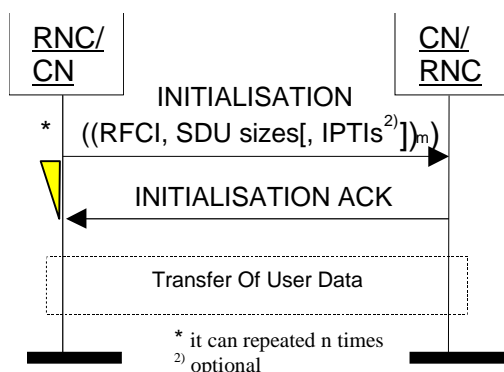 RNC/
CN
CN/
RNC
INITIALISATION
* ((RFCI, SDU sizes[, IPTIs2)])m)
INITIALISATION ACK
Transfer Of User Data
* it can repeated n times
2) optional